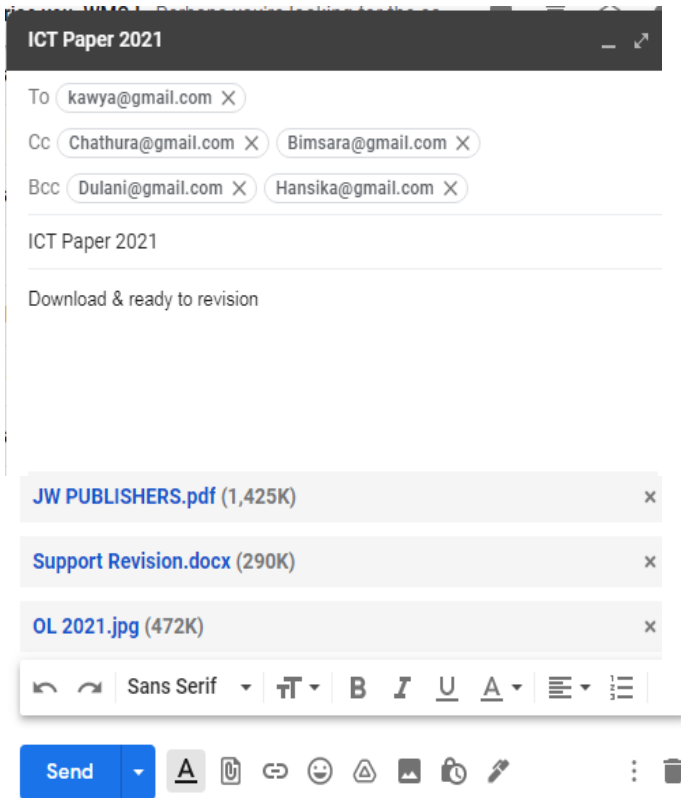 ICT Paper 2021
To kawya@gmail.com
Cc Chathura@gmail.com Bimsara@gmail.com
Bcc Dulani@gmail.com Hansika@gmail.com
ICT Paper 2021
Download & ready to revision
JW PUBLISHERS.pdf (1,425K)
Support Revision.docx (290K)
OL 2021.jpg (472K)
Sans Serif
Send